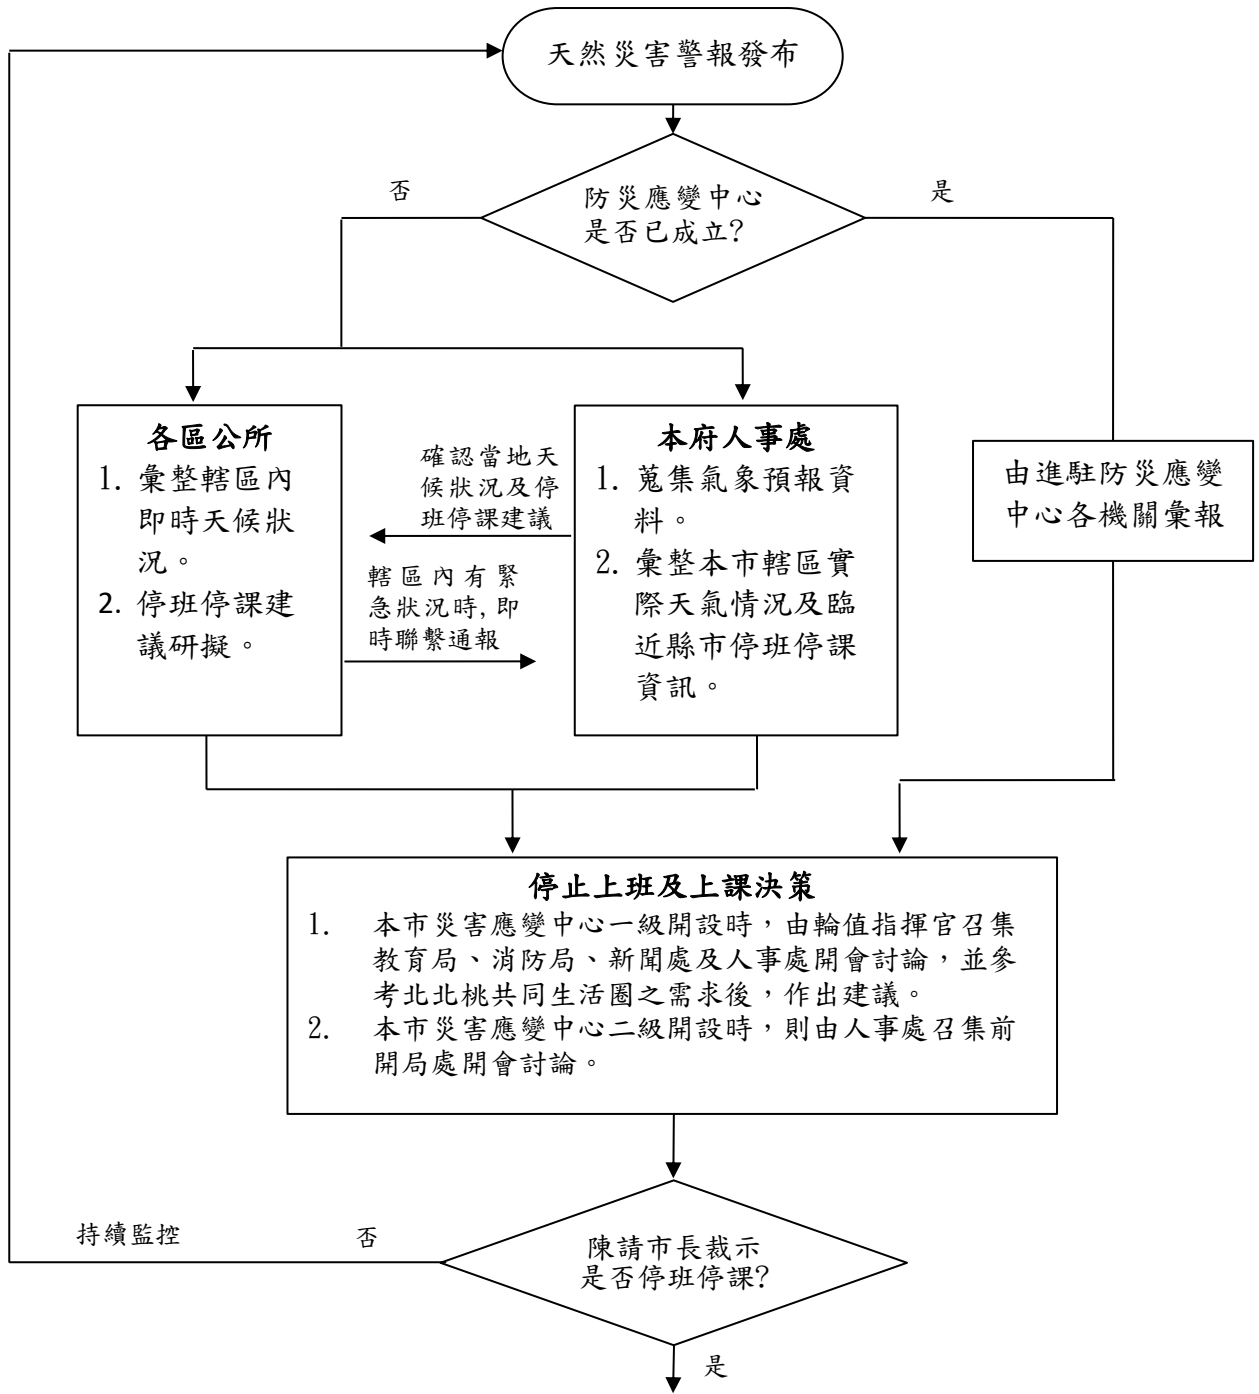 天然災害警報發布
否
防災應變中心
是否已成立?
是
各區公所
1. 彙整轄區內
即時天候狀
況。
2. 停班停課建
議研擬。
確認當地天
候狀況及停
班停課建議
轄區內有緊
急狀況時,即
時聯繫通報
本府人事處
1. 蒐集氣象預報資
料。
2. 彙整本市轄區實
際天氣情況及臨
近縣市停班停課
資訊。
由進駐防災應變
中心各機關彙報
停止上班及上課決策
1. 本市災害應變中心一級開設時,由輪值指揮官召集
教育局、消防局、新聞處及人事處開會討論,並參
考北北桃共同生活圈之需求後,作出建議。
2. 本市災害應變中心二級開設時,則由人事處召集前
開局處開會討論。
持續監控
否
陳請市長裁示
是否停班停課?
是